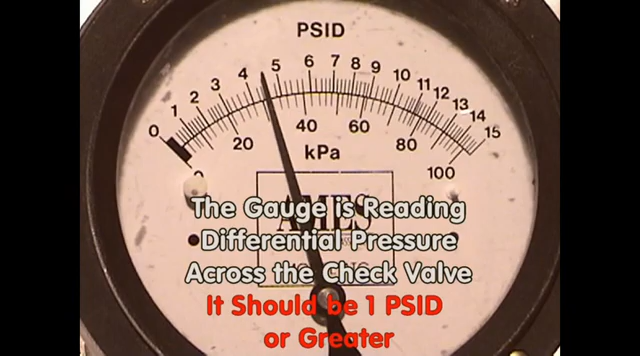 PSID
0 1 2 3 4 5 6 7 8 9 10 11 12 13 14 15
0 20 40 60 80 100
kPa
AMES
The Gauge is Reading
Differential Pressure
Across the Check Valve
It Should be 1 PSID
or Greater